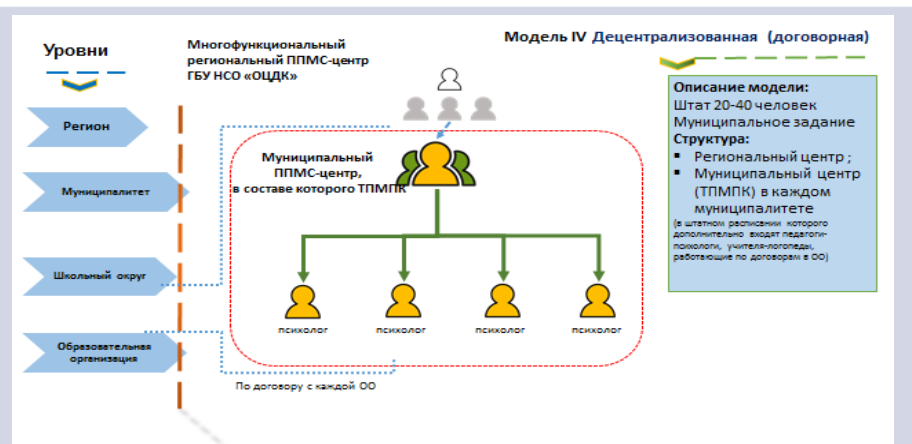 Уровни
Многофункциональный
региональный ППМС-центр
ГБУ НСО «ОЦДК»
Модель IV Децентрализованная (договорная)
Регион
Муниципалитет
Школьный округ
Образовательная
организация
Муниципальный
ППМС-центр,
в составе которого ТПМПК
психолог
психолог
психолог
психолог
По договору с каждой ОО
Описание модели:
Штат 20-40 человек
Муниципальное задание
Структура:
▪ Региональный центр ;
▪ Муниципальный центр
(ТПМПК) в каждом
муниципалитете
(в штатном расписании которого
дополнительно входят педагоги-
психологи, учителя-логопеды,
работающие по договорам в ОО)